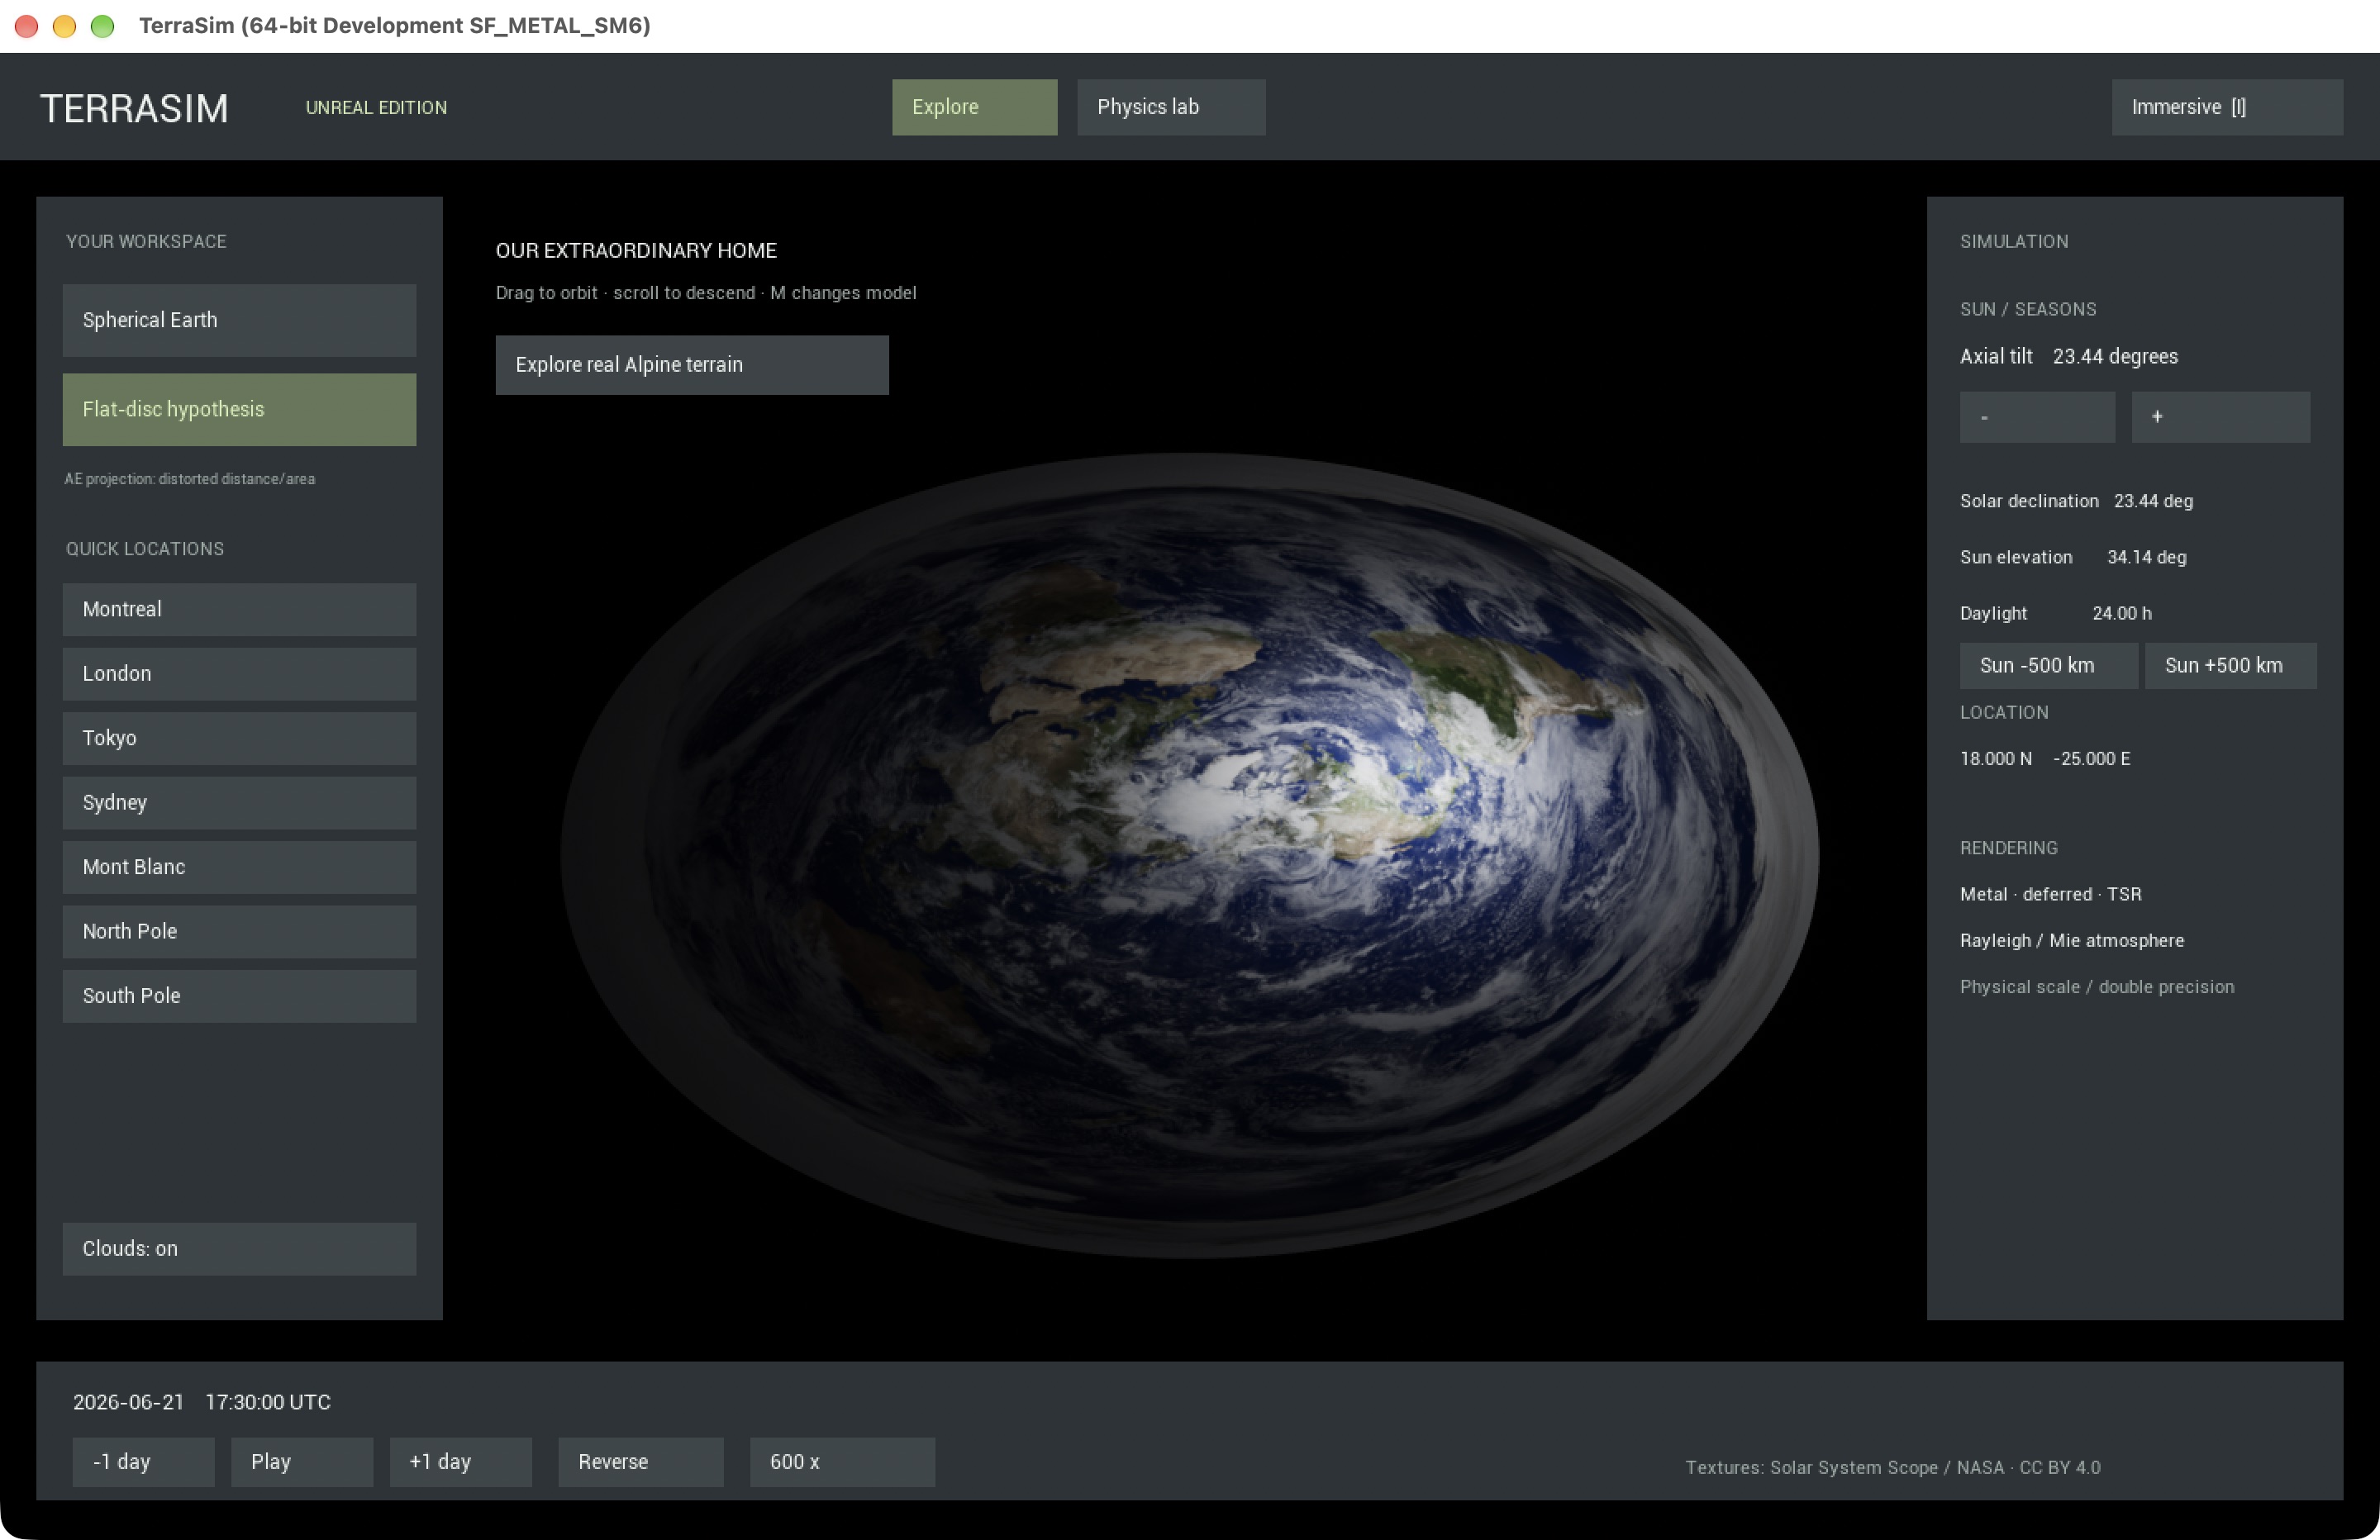 TerraSim (64-bit Development SF_METAL_SM6)
TERRASIM UNREAL EDITION Explore Physics lab Immersive [I]
YOUR WORKSPACE
Spherical Earth
Flat-disc hypothesis
AE projection: distorted distance/area
QUICK LOCATIONS
Montreal
London
Tokyo
Sydney
Mont Blanc
North Pole
South Pole
Clouds: on
OUR EXTRAORDINARY HOME
Drag to orbit · scroll to descend · M changes model
Explore real Alpine terrain
SIMULATION
SUN / SEASONS
Axial tilt 23.44 degrees
- +
Solar declination 23.44 deg
Sun elevation 34.14 deg
Daylight 24.00 h
Sun -500 km Sun +500 km
LOCATION
18.000 N -25.000 E
RENDERING
Metal · deferred · TSR
Rayleigh / Mie atmosphere
Physical scale / double precision
2026-06-21 17:30:00 UTC
-1 day Play +1 day Reverse 600 x
Textures: Solar System Scope / NASA · CC BY 4.0